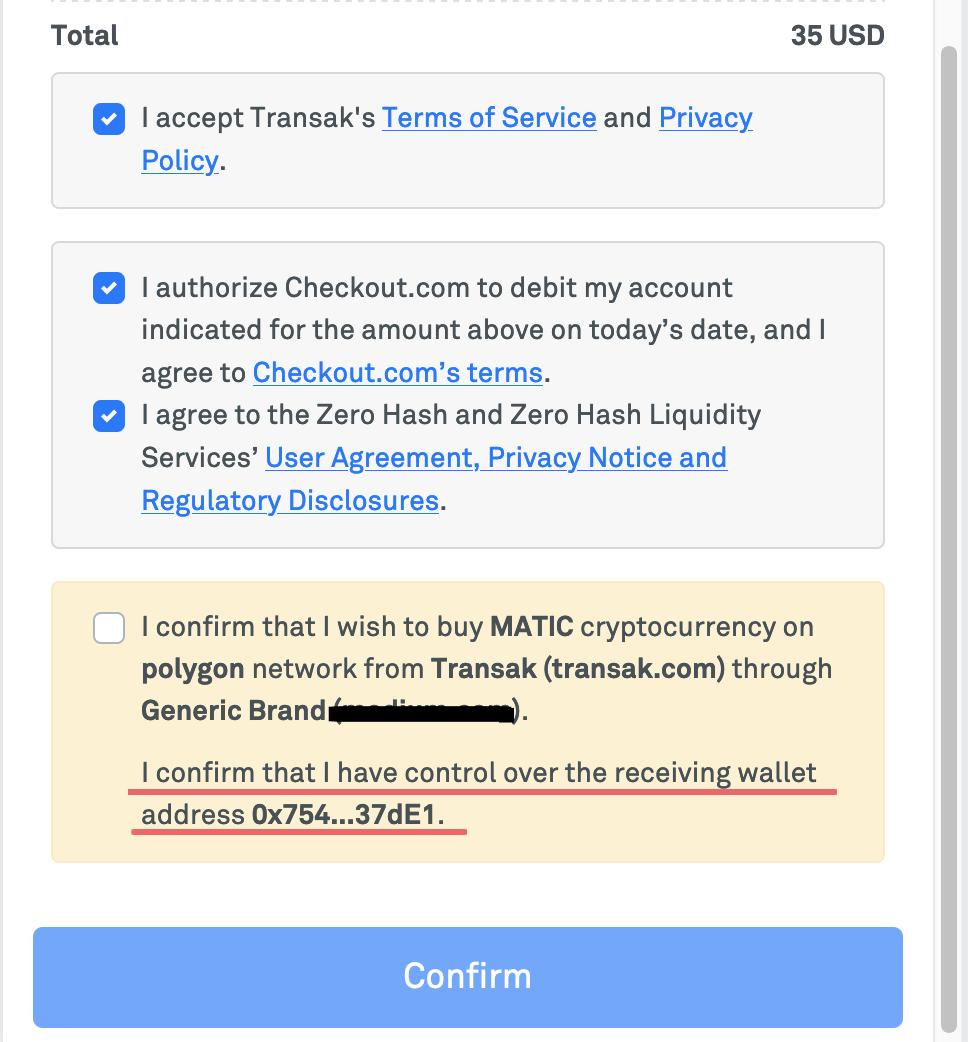 Total 35 USD
I accept Transak's Terms of Service and Privacy
Policy.
I authorize Checkout.com to debit my account
indicated for the amount above on today’s date, and I
agree to Checkout.com’s terms.
I agree to the Zero Hash and Zero Hash Liquidity
Services’ User Agreement, Privacy Notice and
Regulatory Disclosures.
I confirm that I wish to buy MATIC cryptocurrency on
polygon network from Transak (transak.com) through
Generic Brand ).
I confirm that I have control over the receiving wallet
address 0x754...37dE1.
Confirm